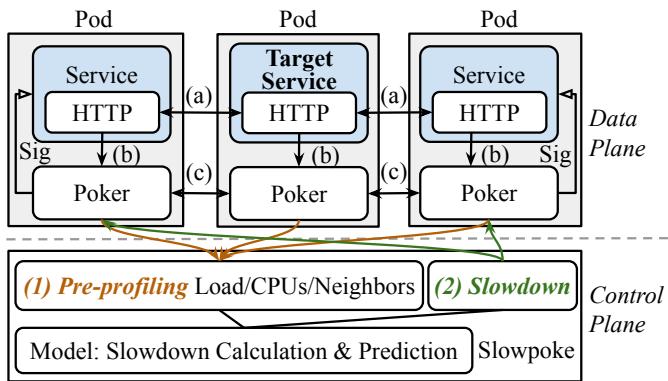 Pod Pod Pod
Service Target Service Service
HTTP (a) HTTP (a) HTTP
Sig (b) (b) (b) Sig
Poker (c) Poker (c) Poker
Data Plane
(1) Pre-profiling Load/CPUs/Neighbors (2) Slowdown
Control Plane
Model: Slowdown Calculation & Prediction Slowpoke